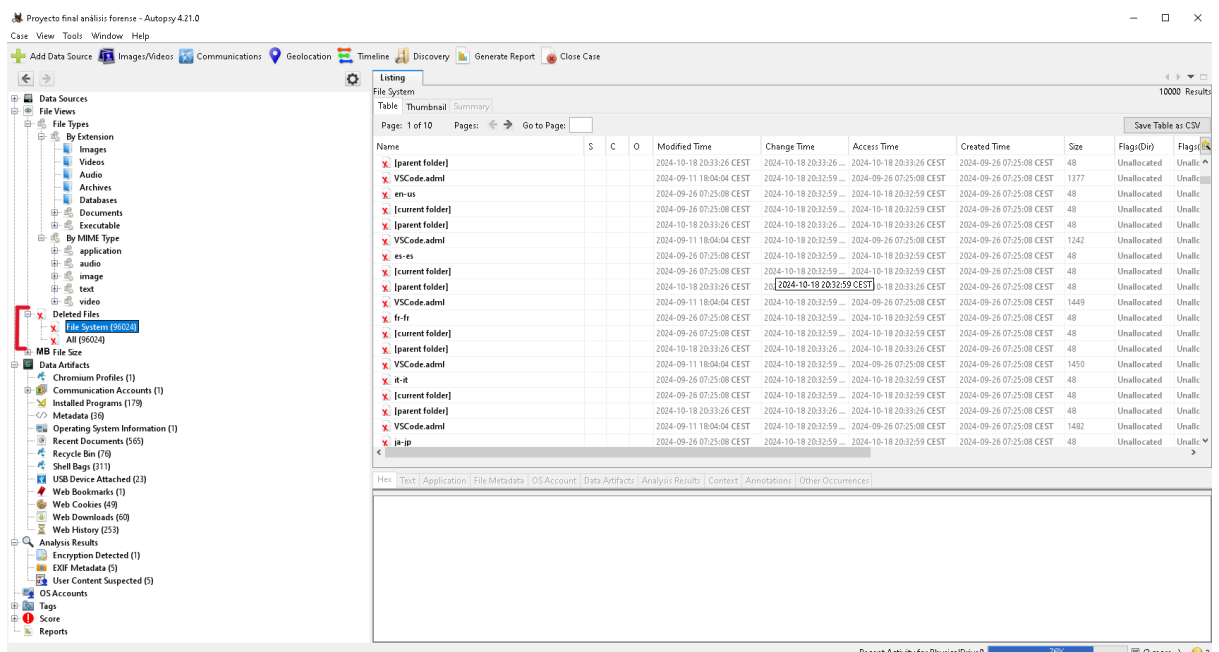 Proyecto final análisis forense - Autopsy 4.21.0
Case View Tools Window Help
Add Data Source Images/Videos Communications Geolocation Timeline Discovery Generate Report Close Case
Data Sources
File Views
File Types
By Extension
Images
Videos
Audio
Archives
Databases
Documents
Executable
By MIME Type
application
audio
image
text
video
Deleted Files
File System (96024)
All (96024)
MB File Size
Data Artifacts
Chromium Profiles (1)
Communication Accounts (1)
Installed Programs (179)
Metadata (36)
Operating System Information (1)
Recent Documents (565)
Recycle Bin (76)
Shell Bags (311)
USB Device Attached (23)
Web Bookmarks (1)
Web Cookies (49)
Web Downloads (60)
Web History (253)
Analysis Results
Encryption Detected (1)
EXIF Metadata (5)
User Content Suspected (5)
OS Accounts
Tags
Score
Reports
Listing
File System
10000 Results
Table Thumbnail Summary
Page: 1 of 10 Pages: Go to Page:
Save Table as CSV
Name S C O Modified Time Change Time Access Time Created Time Size Flags(Dir) Flags(
[parent folder] 2024-10-18 20:33:26 CEST 2024-10-18 20:33:26 ... 2024-10-18 20:33:26 CEST 2024-09-26 07:25:08 CEST 48 Unallocated Unallc
VSCode.adml 2024-09-11 18:04:04 CEST 2024-10-18 20:32:59 ... 2024-09-26 07:25:08 CEST 2024-09-26 07:25:08 CEST 1377 Unallocated Unallc
en-us 2024-09-26 07:25:08 CEST 2024-10-18 20:32:59 ... 2024-10-18 20:32:59 CEST 2024-09-26 07:25:08 CEST 48 Unallocated Unallc
[current folder] 2024-09-26 07:25:08 CEST 2024-10-18 20:32:59 ... 2024-10-18 20:32:59 CEST 2024-09-26 07:25:08 CEST 48 Unallocated Unallc
[parent folder] 2024-10-18 20:33:26 CEST 2024-10-18 20:33:26 ... 2024-10-18 20:33:26 CEST 2024-09-26 07:25:08 CEST 48 Unallocated Unallc
VSCode.adml 2024-09-11 18:04:04 CEST 2024-10-18 20:32:59 ... 2024-09-26 07:25:08 CEST 2024-09-26 07:25:08 CEST 1242 Unallocated Unallc
es-es 2024-09-26 07:25:08 CEST 2024-10-18 20:32:59 ... 2024-10-18 20:32:59 CEST 2024-09-26 07:25:08 CEST 48 Unallocated Unallc
[current folder] 2024-09-26 07:25:08 CEST 2024-10-18 20:32:59 ... 2024-10-18 20:32:59 CEST 2024-09-26 07:25:08 CEST 48 Unallocated Unallc
[parent folder] 2024-10-18 20:33:26 CEST 202 2024-10-18 20:32:59 CEST 0-18 20:33:26 CEST 2024-09-26 07:25:08 CEST 48 Unallocated Unallc
VSCode.adml 2024-09-11 18:04:04 CEST 2024-10-18 20:32:59 ... 2024-09-26 07:25:08 CEST 2024-09-26 07:25:08 CEST 1449 Unallocated Unallc
fr-fr 2024-09-26 07:25:08 CEST 2024-10-18 20:32:59 ... 2024-10-18 20:32:59 CEST 2024-09-26 07:25:08 CEST 48 Unallocated Unallc
[current folder] 2024-09-26 07:25:08 CEST 2024-10-18 20:32:59 ... 2024-10-18 20:32:59 CEST 2024-09-26 07:25:08 CEST 48 Unallocated Unallc
[parent folder] 2024-10-18 20:33:26 CEST 2024-10-18 20:33:26 ... 2024-10-18 20:33:26 CEST 2024-09-26 07:25:08 CEST 48 Unallocated Unallc
VSCode.adml 2024-09-11 18:04:04 CEST 2024-10-18 20:32:59 ... 2024-09-26 07:25:08 CEST 2024-09-26 07:25:08 CEST 1450 Unallocated Unallc
it-it 2024-09-26 07:25:08 CEST 2024-10-18 20:32:59 ... 2024-10-18 20:32:59 CEST 2024-09-26 07:25:08 CEST 48 Unallocated Unallc
[current folder] 2024-09-26 07:25:08 CEST 2024-10-18 20:32:59 ... 2024-10-18 20:32:59 CEST 2024-09-26 07:25:08 CEST 48 Unallocated Unallc
[parent folder] 2024-10-18 20:33:26 CEST 2024-10-18 20:33:26 ... 2024-10-18 20:33:26 CEST 2024-09-26 07:25:08 CEST 48 Unallocated Unallc
VSCode.adml 2024-09-11 18:04:04 CEST 2024-10-18 20:32:59 ... 2024-09-26 07:25:08 CEST 2024-09-26 07:25:08 CEST 1482 Unallocated Unallc
ja-jp 2024-09-26 07:25:08 CEST 2024-10-18 20:32:59 ... 2024-10-18 20:32:59 CEST 2024-09-26 07:25:08 CEST 48 Unallocated Unallc
Hex Text Application File Metadata OS Account Data Artifacts Analysis Results Context Annotations Other Occurrences
76%